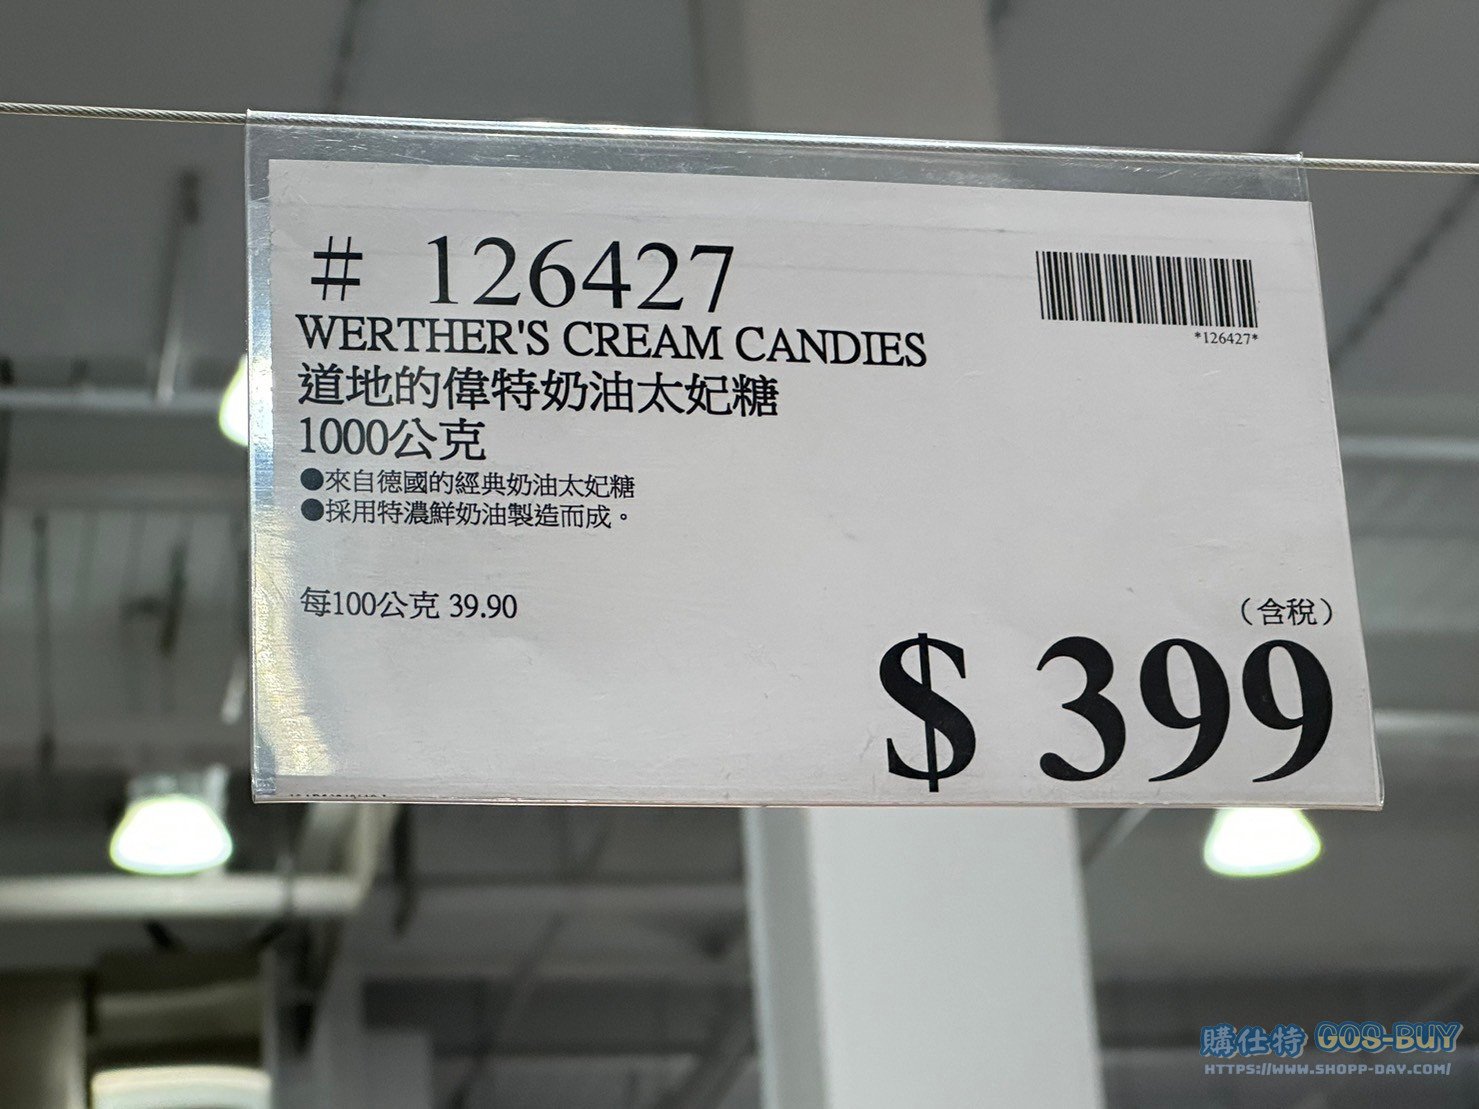 # 126427
*126427*
WERTHER'S CREAM CANDIES
道地的偉特奶油太妃糖
1000公克
●來自德國的經典奶油太妃糖
●採用特濃鮮奶油製造而成。
每100公克 39.90
（含稅）
$ 399
購仕特 GOS-BUY
HTTPS://WWW.SHOPP-DAY.COM/